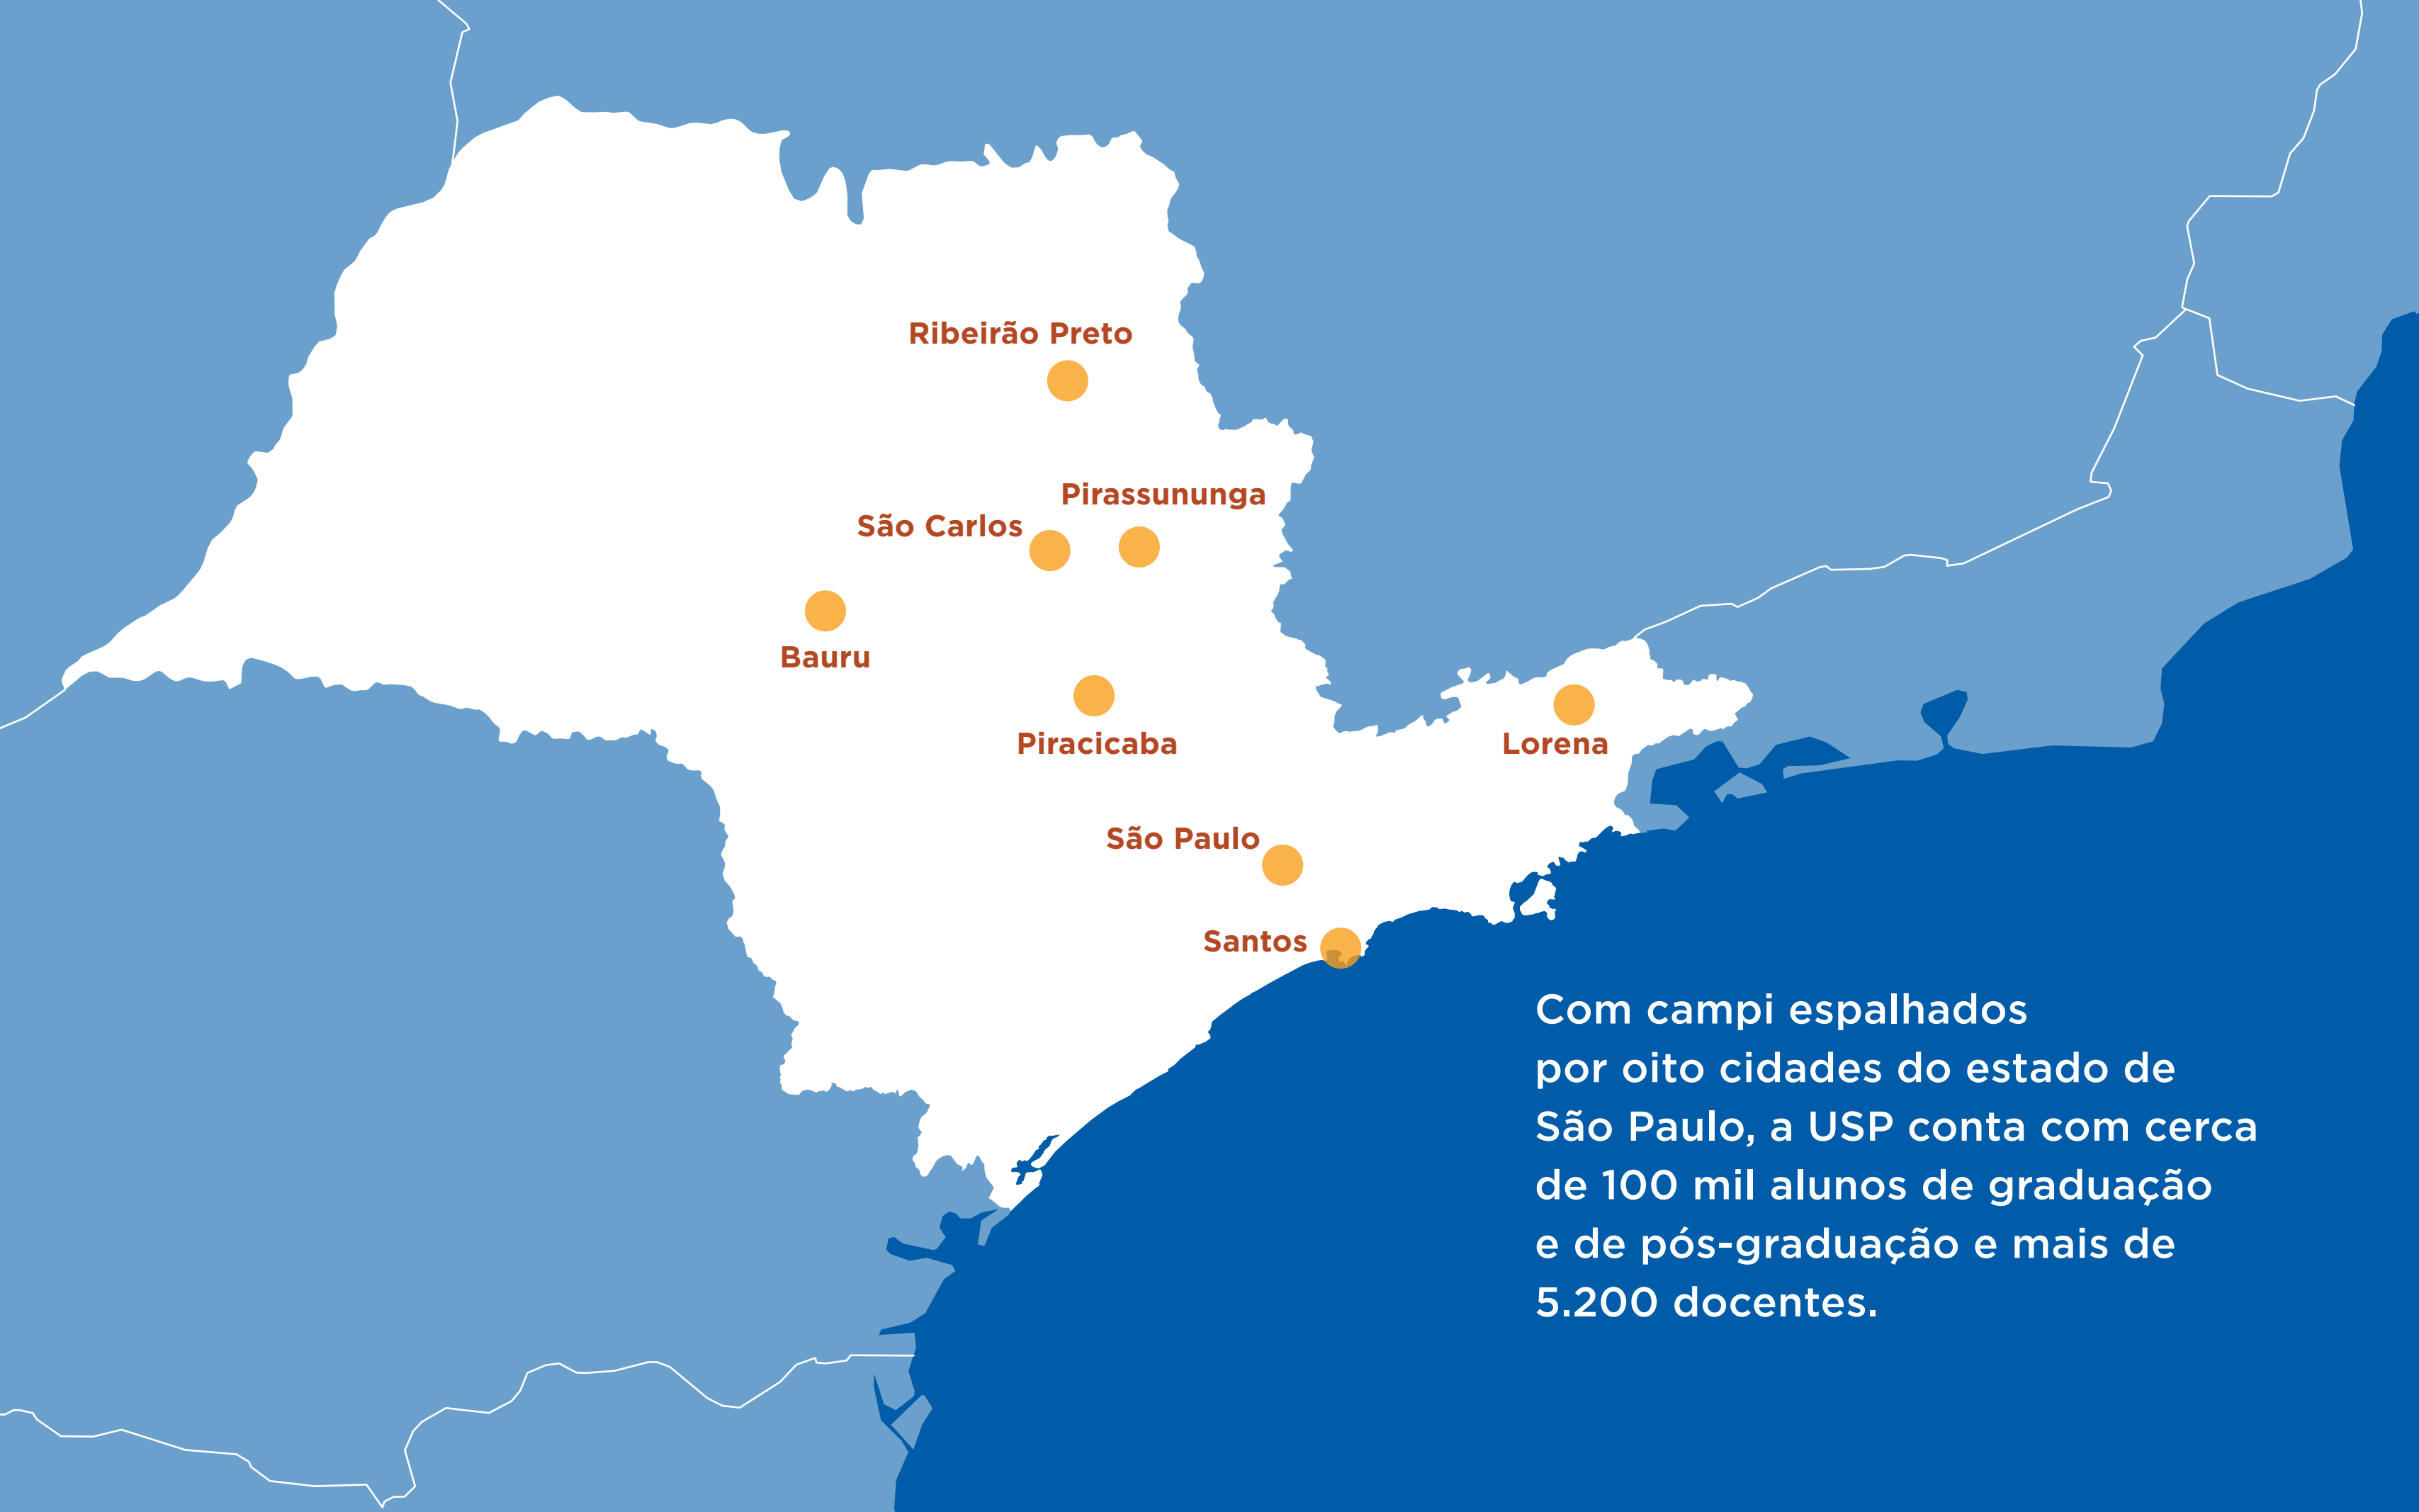 Ribeirão Preto
Pirassununga
São Carlos
Bauru
Piracicaba
Lorena
São Paulo
Santos
Com campi espalhados
por oito cidades do estado de
São Paulo, a USP conta com cerca
de 100 mil alunos de graduação
e de pós-graduação e mais de
5.200 docentes.